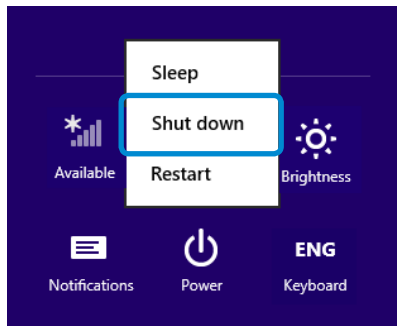 Sleep
Shut down
Restart
Available
Brightness
ENG
Notifications
Power
Keyboard